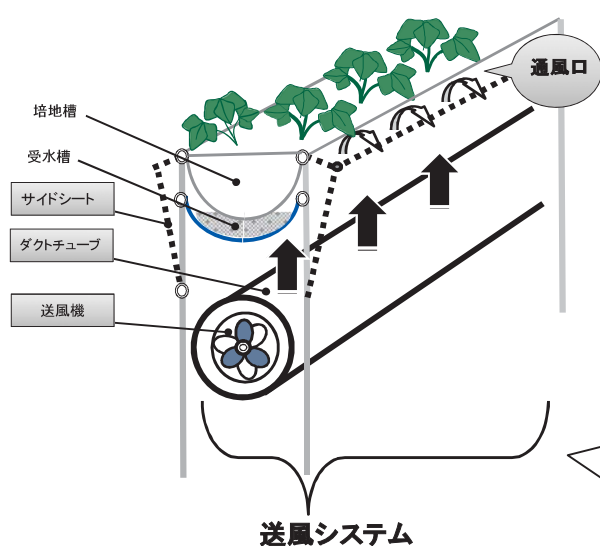 通風口
培地槽
受水槽
サイドシート
ダクトチューブ
送風機
送風システム